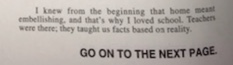 I knew from the beginning that home meant
embellishing, and that's why I loved school. Teachers
were there; they taught us facts based on reality.
GO ON TO THE NEXT PAGE.